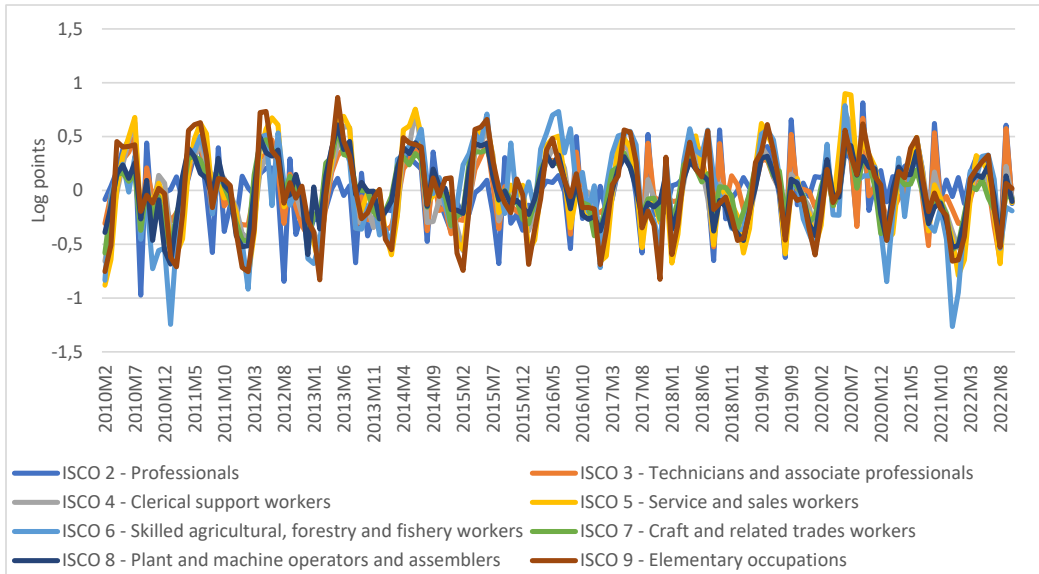 1,5
1
0,5
0
-0,5
-1
-1,5
Log points
2010M2
2010M7
2010M12
2011M5
2011M10
2012M3
2012M8
2013M1
2013M6
2013M11
2014M4
2014M9
2015M2
2015M7
2015M12
2016M5
2016M10
2017M3
2017M8
2018M1
2018M6
2018M11
2019M4
2019M9
2020M2
2020M7
2020M12
2021M5
2021M10
2022M3
2022M8
ISCO 2 - Professionals
ISCO 3 - Technicians and associate professionals
ISCO 4 - Clerical support workers
ISCO 5 - Service and sales workers
ISCO 6 - Skilled agricultural, forestry and fishery workers
ISCO 7 - Craft and related trades workers
ISCO 8 - Plant and machine operators and assemblers
ISCO 9 - Elementary occupations